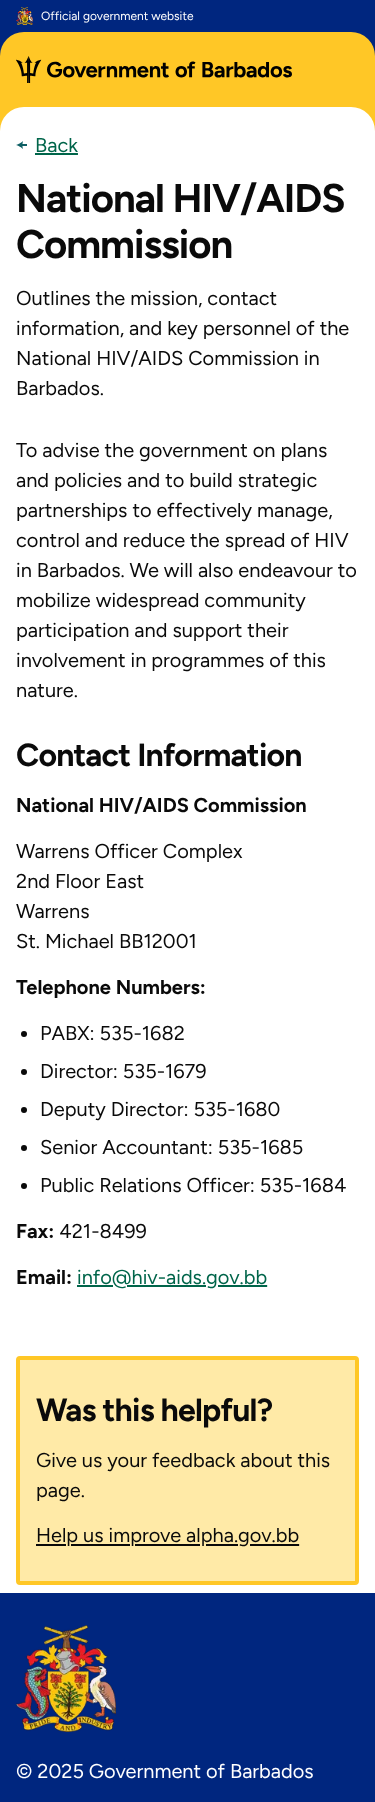 Official government website
Government of Barbados
Back
National HIV/AIDS
Commission
Outlines the mission, contact
information, and key personnel of the
National HIV/AIDS Commission in
Barbados.
To advise the government on plans
and policies and to build strategic
partnerships to effectively manage,
control and reduce the spread of HIV
in Barbados. We will also endeavour to
mobilize widespread community
participation and support their
involvement in programmes of this
nature.
Contact Information
National HIV/AIDS Commission
Warrens Officer Complex
2nd Floor East
Warrens
St. Michael BB12001
Telephone Numbers:
• PABX: 535-1682
• Director: 535-1679
• Deputy Director: 535-1680
• Senior Accountant: 535-1685
• Public Relations Officer: 535-1684
Fax: 421-8499
Email: info@hiv-aids.gov.bb
Was this helpful?
Give us your feedback about this
page.
Help us improve alpha.gov.bb
PRIDE AND INDUSTRY
© 2025 Government of Barbados